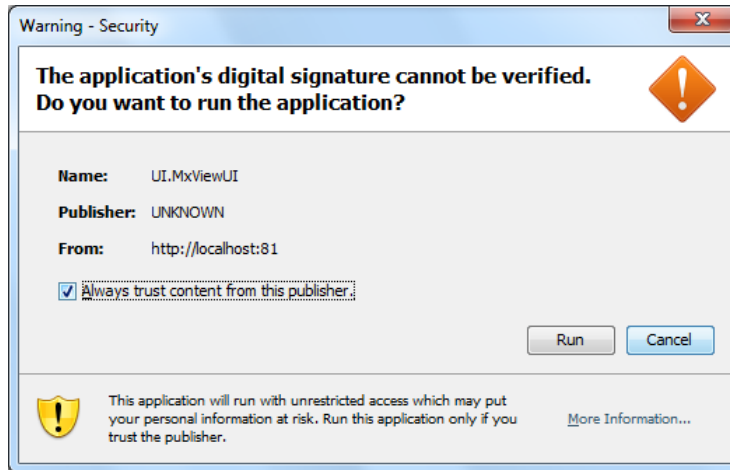 Warning - Security
The application's digital signature cannot be verified.
Do you want to run the application?
Name: UI.MxViewUI
Publisher: UNKNOWN
From: http://localhost:81
Always trust content from this publisher.
Run Cancel
This application will run with unrestricted access which may put
your personal information at risk. Run this application only if you
trust the publisher.
More Information...